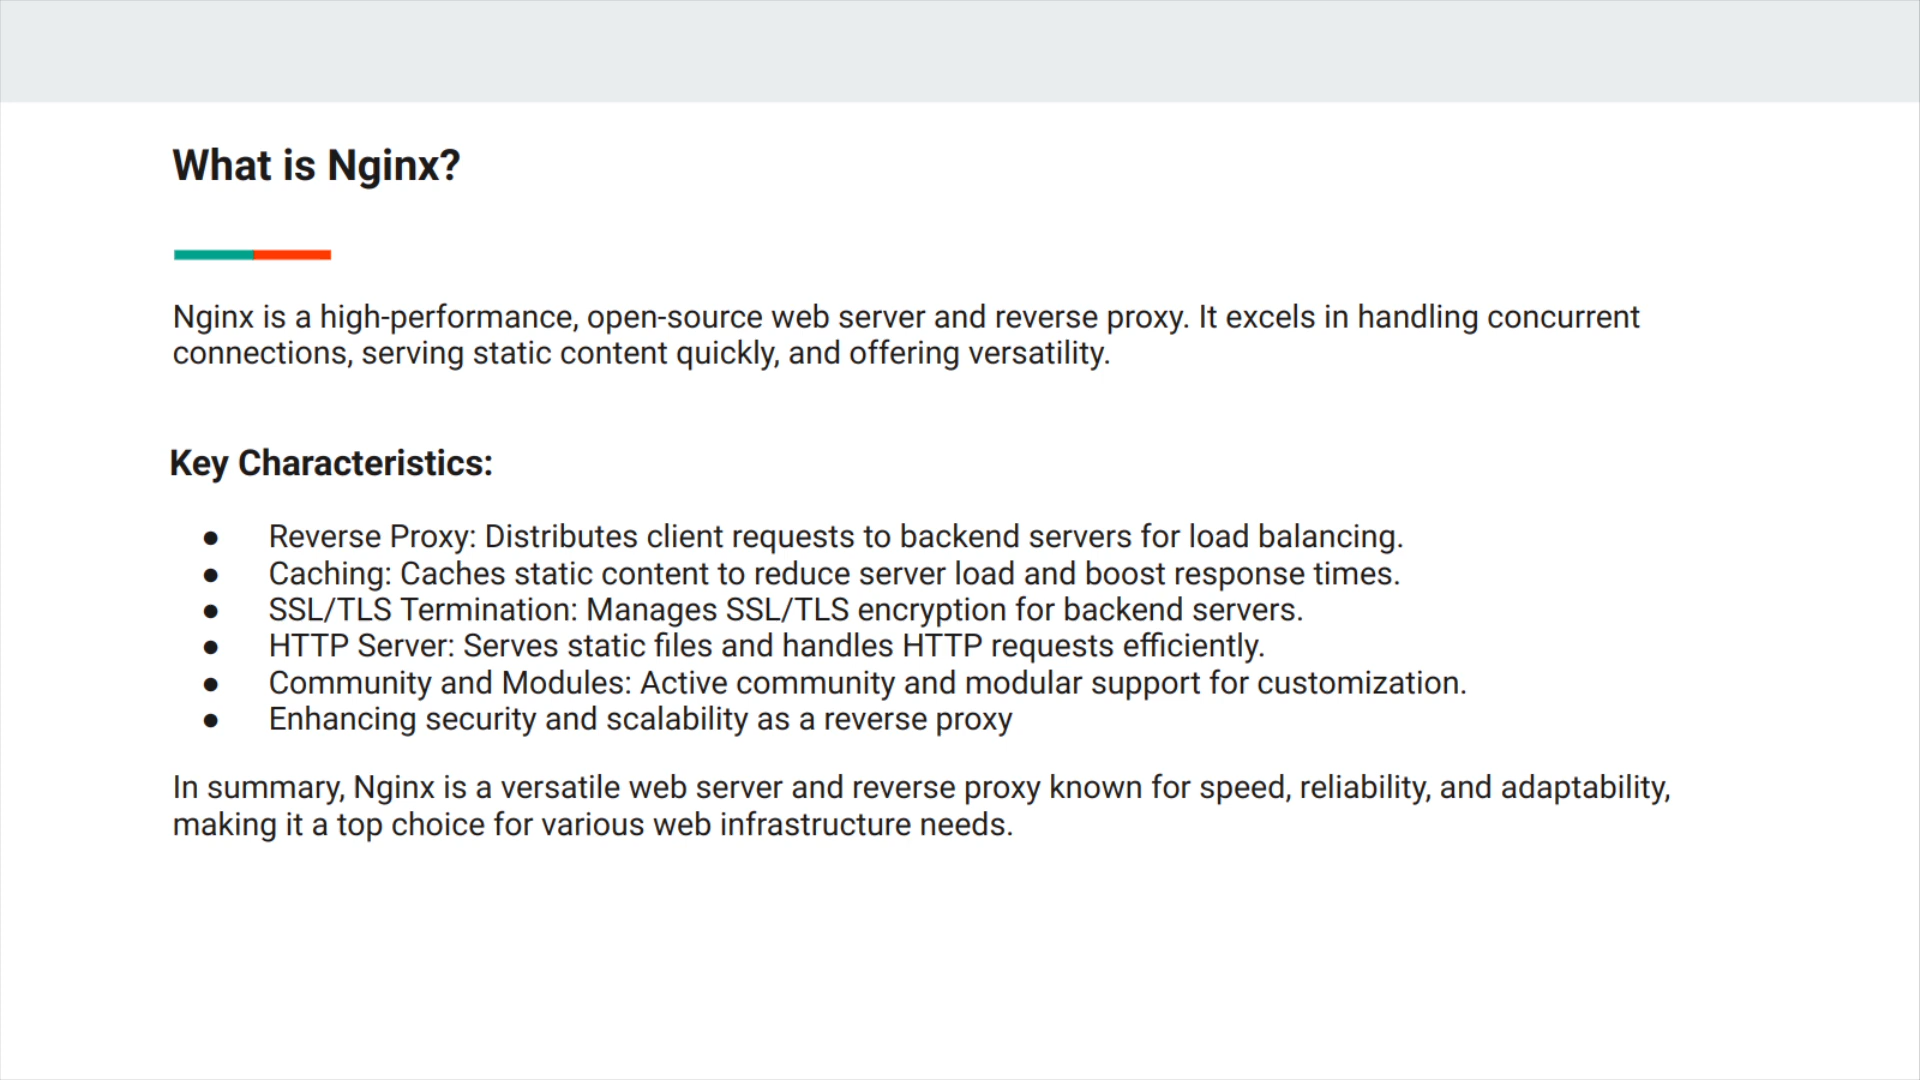 What is Nginx?
Nginx is a high-performance, open-source web server and reverse proxy. It excels in handling concurrent
connections, serving static content quickly, and offering versatility.
Key Characteristics:
● Reverse Proxy: Distributes client requests to backend servers for load balancing.
● Caching: Caches static content to reduce server load and boost response times.
● SSL/TLS Termination: Manages SSL/TLS encryption for backend servers.
● HTTP Server: Serves static files and handles HTTP requests efficiently.
● Community and Modules: Active community and modular support for customization.
● Enhancing security and scalability as a reverse proxy
In summary, Nginx is a versatile web server and reverse proxy known for speed, reliability, and adaptability,
making it a top choice for various web infrastructure needs.